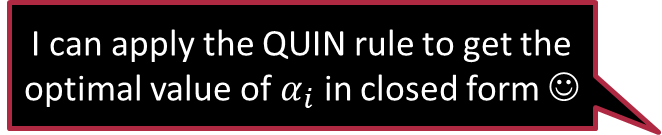 I can apply the QUIN rule to get the
optimal value of 𝛼𝑖 in closed form ☺